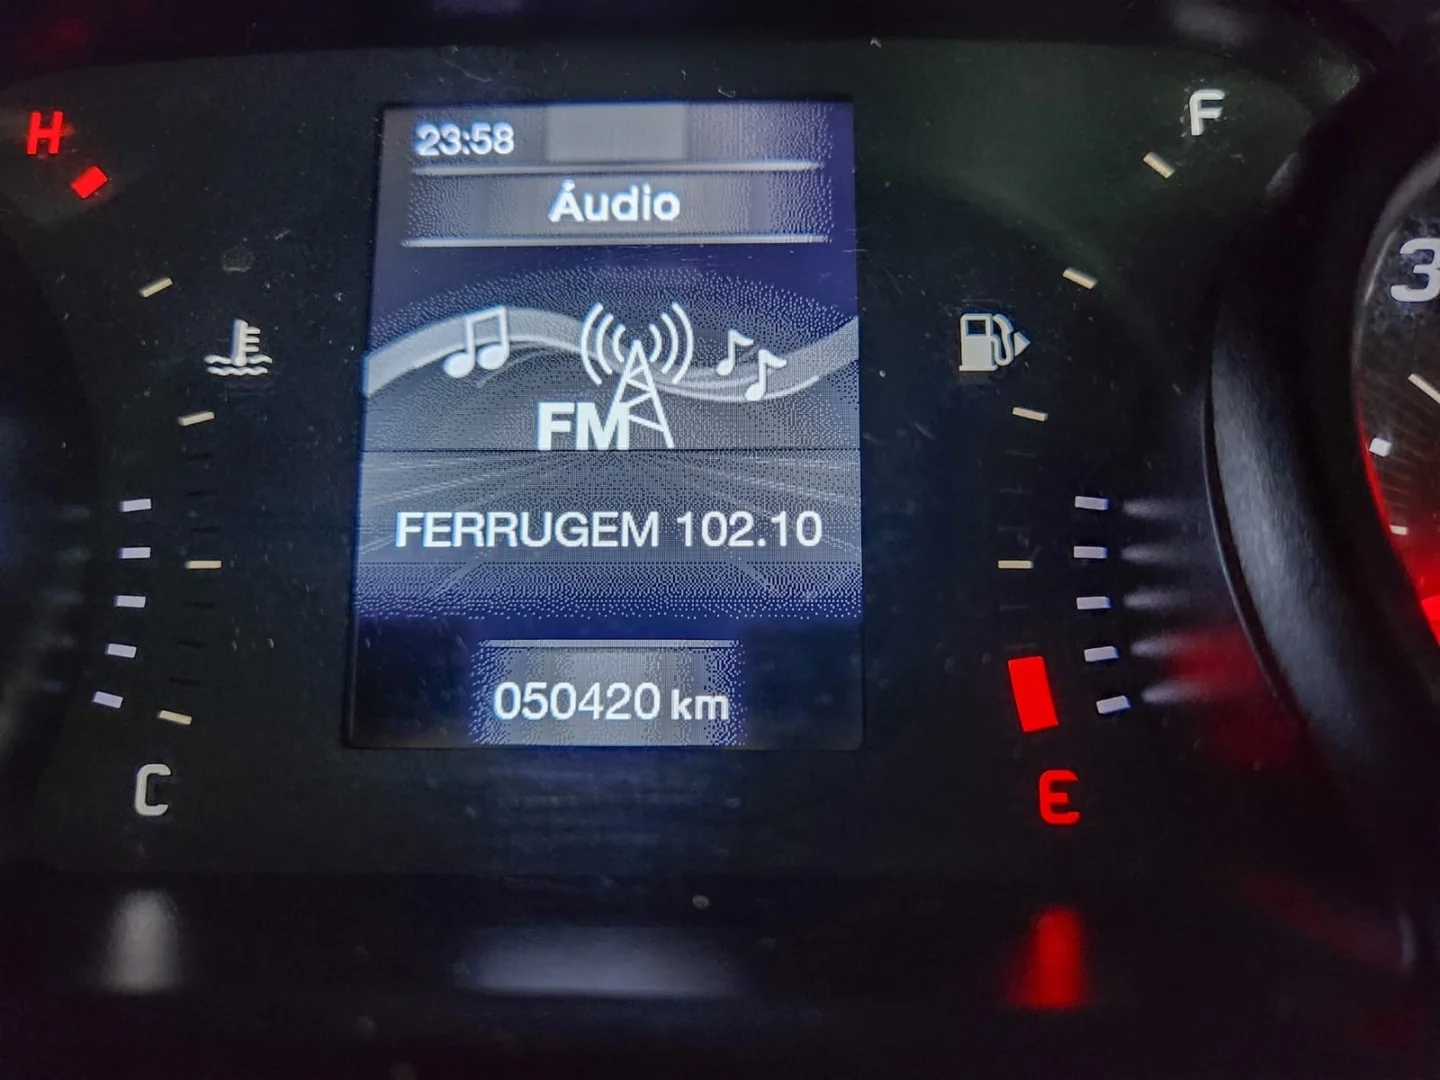 H
23:58
F
Áudio
3
FM
FERRUGEM 102.10
050420 km
C
E